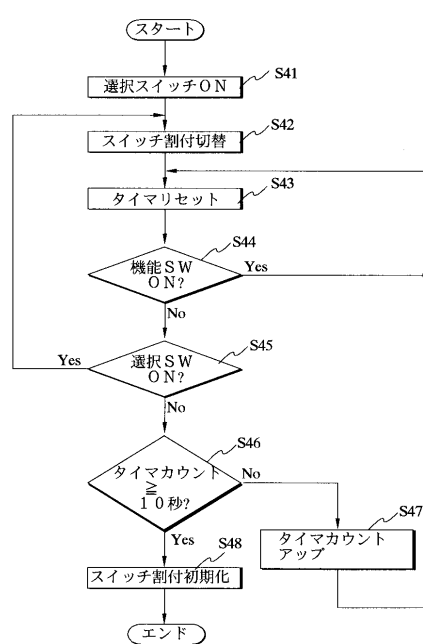 スタート
選択スイッチＯＮ
S41
スイッチ割付切替
S42
タイマリセット
S43
機能ＳＷ
ＯＮ?
S44
Yes
No
選択ＳＷ
ＯＮ?
S45
Yes
No
タイマカウント
≧
１０秒?
S46
No
Yes
タイマカウント
アップ
S47
スイッチ割付初期化
S48
エンド